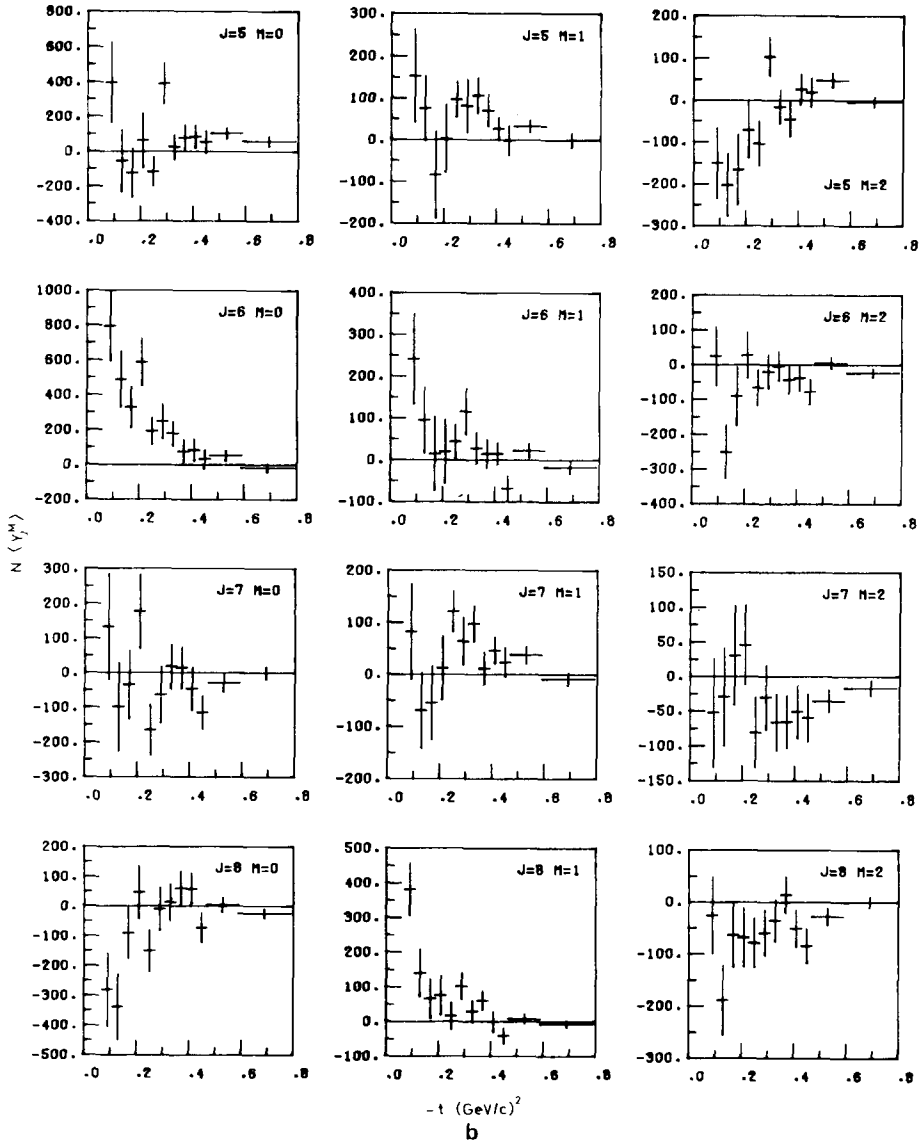 800.
600.
400.
200.
0.
-200.
-400.
J=5 M=0
.0 .2 .4 .6 .8
300.
200.
100.
0.
100.
200.
J=5 M=1
.0 .2 .4 .6 .8
200.
100.
0.
-100.
-200.
-300.
J=5 M=2
.0 .2 .4 .6 .8
1000.
800.
600.
400.
200.
0.
-200.
J=6 M=0
.0 .2 .4 .6 .8
400.
300.
200.
100.
0.
-100.
J=6 M=1
.0 .2 .4 .6 .8
200.
100.
0.
-100.
-200.
-300.
-400.
J=6 M=2
.0 .2 .4 .6 .8
N ⟨Y_J^M⟩
300.
200.
100.
0.
-100.
-200.
-300.
J=7 M=0
.0 .2 .4 .6 .8
200.
100.
0.
-100.
-200.
J=7 M=1
.0 .2 .4 .6 .8
150.
100.
50.
0.
-50.
-100.
-150.
J=7 M=2
.0 .2 .4 .6 .8
200.
100.
0.
-100.
-200.
-300.
-400.
-500.
J=8 M=0
.0 .2 .4 .6 .8
500.
400.
300.
200.
100.
0.
-100.
J=8 M=1
.0 .2 .4 .6 .8
100.
0.
-100.
-200.
-300.
J=8 M=2
.0 .2 .4 .6 .8
-t (GeV/c)²
b